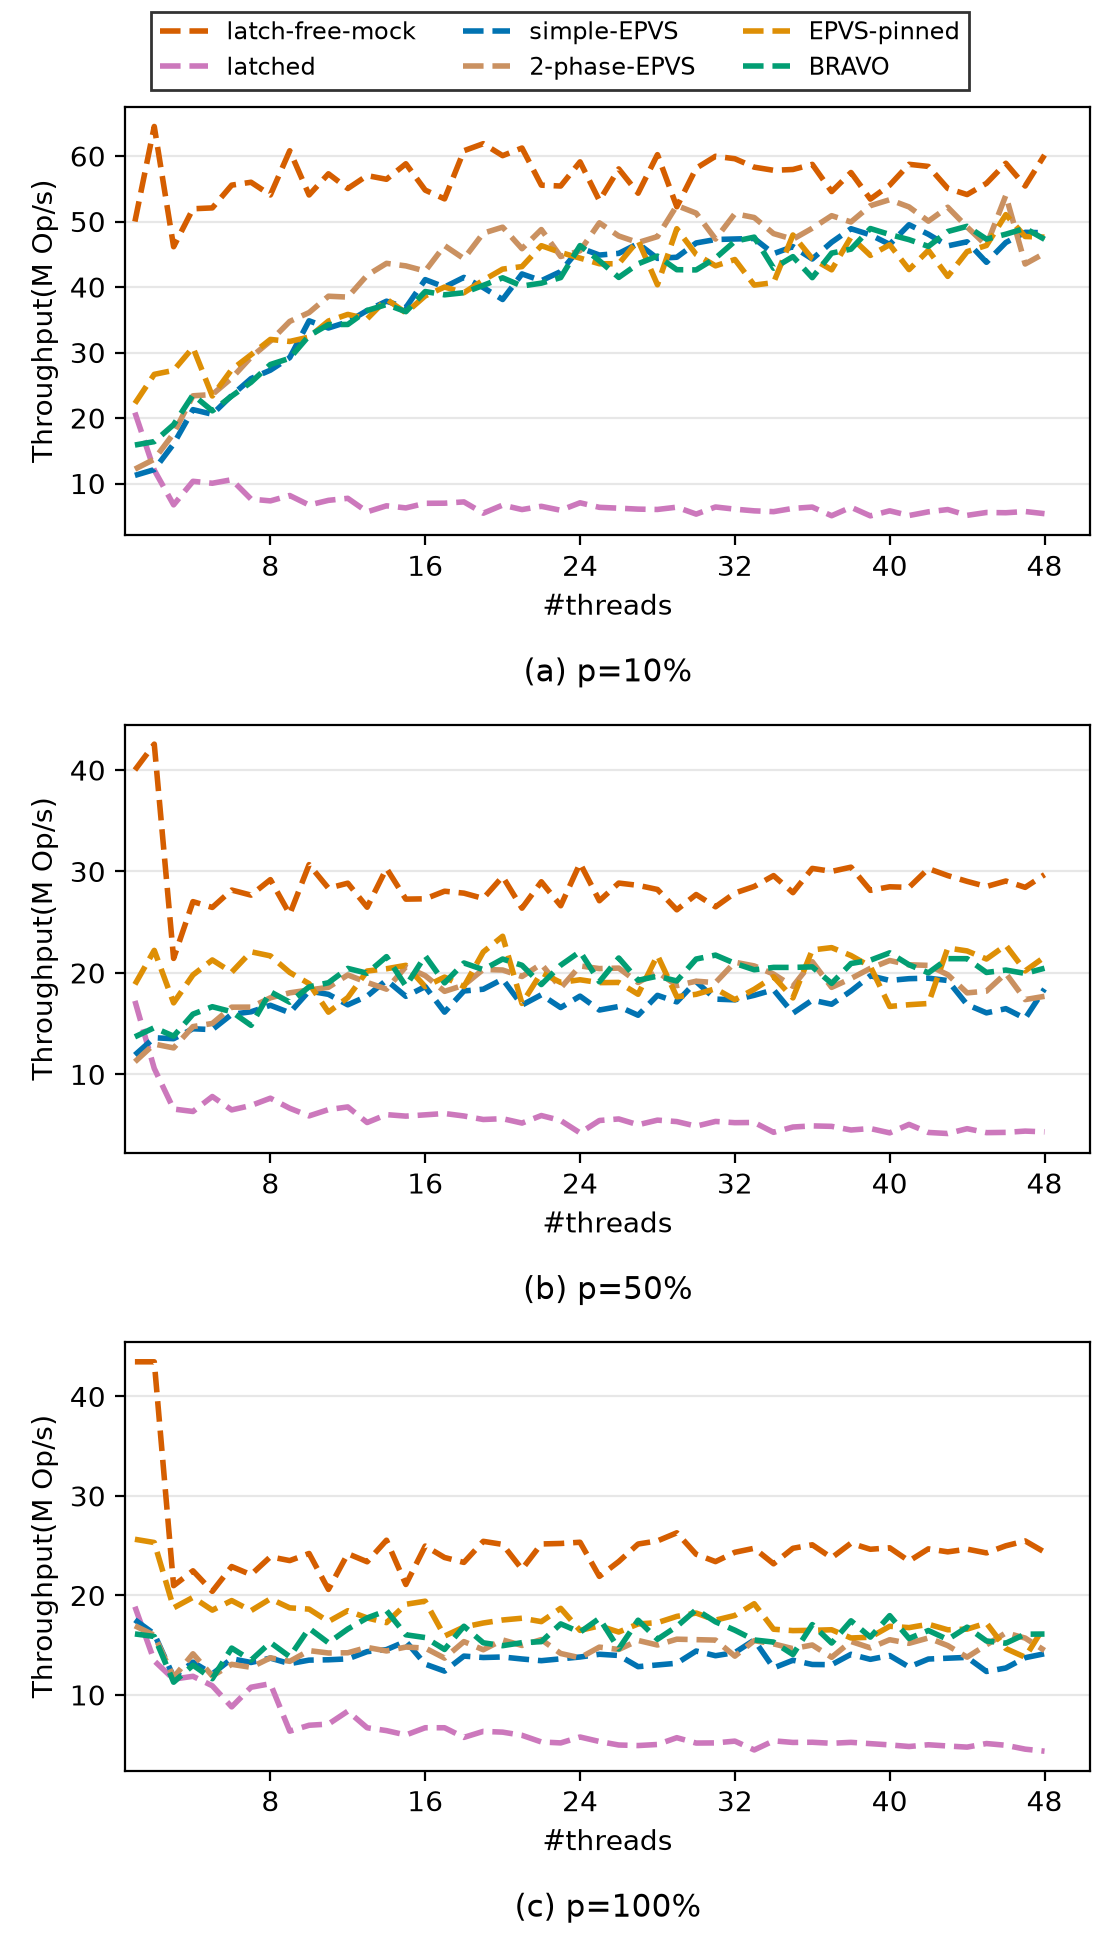 latch-free-mock simple-EPVS EPVS-pinned
latched 2-phase-EPVS BRAVO
60
50
40
30
20
10
Throughput(M Op/s)
8 16 24 32 40 48
#threads
(a) p=10%
40
30
20
10
Throughput(M Op/s)
8 16 24 32 40 48
#threads
(b) p=50%
40
30
20
10
Throughput(M Op/s)
8 16 24 32 40 48
#threads
(c) p=100%